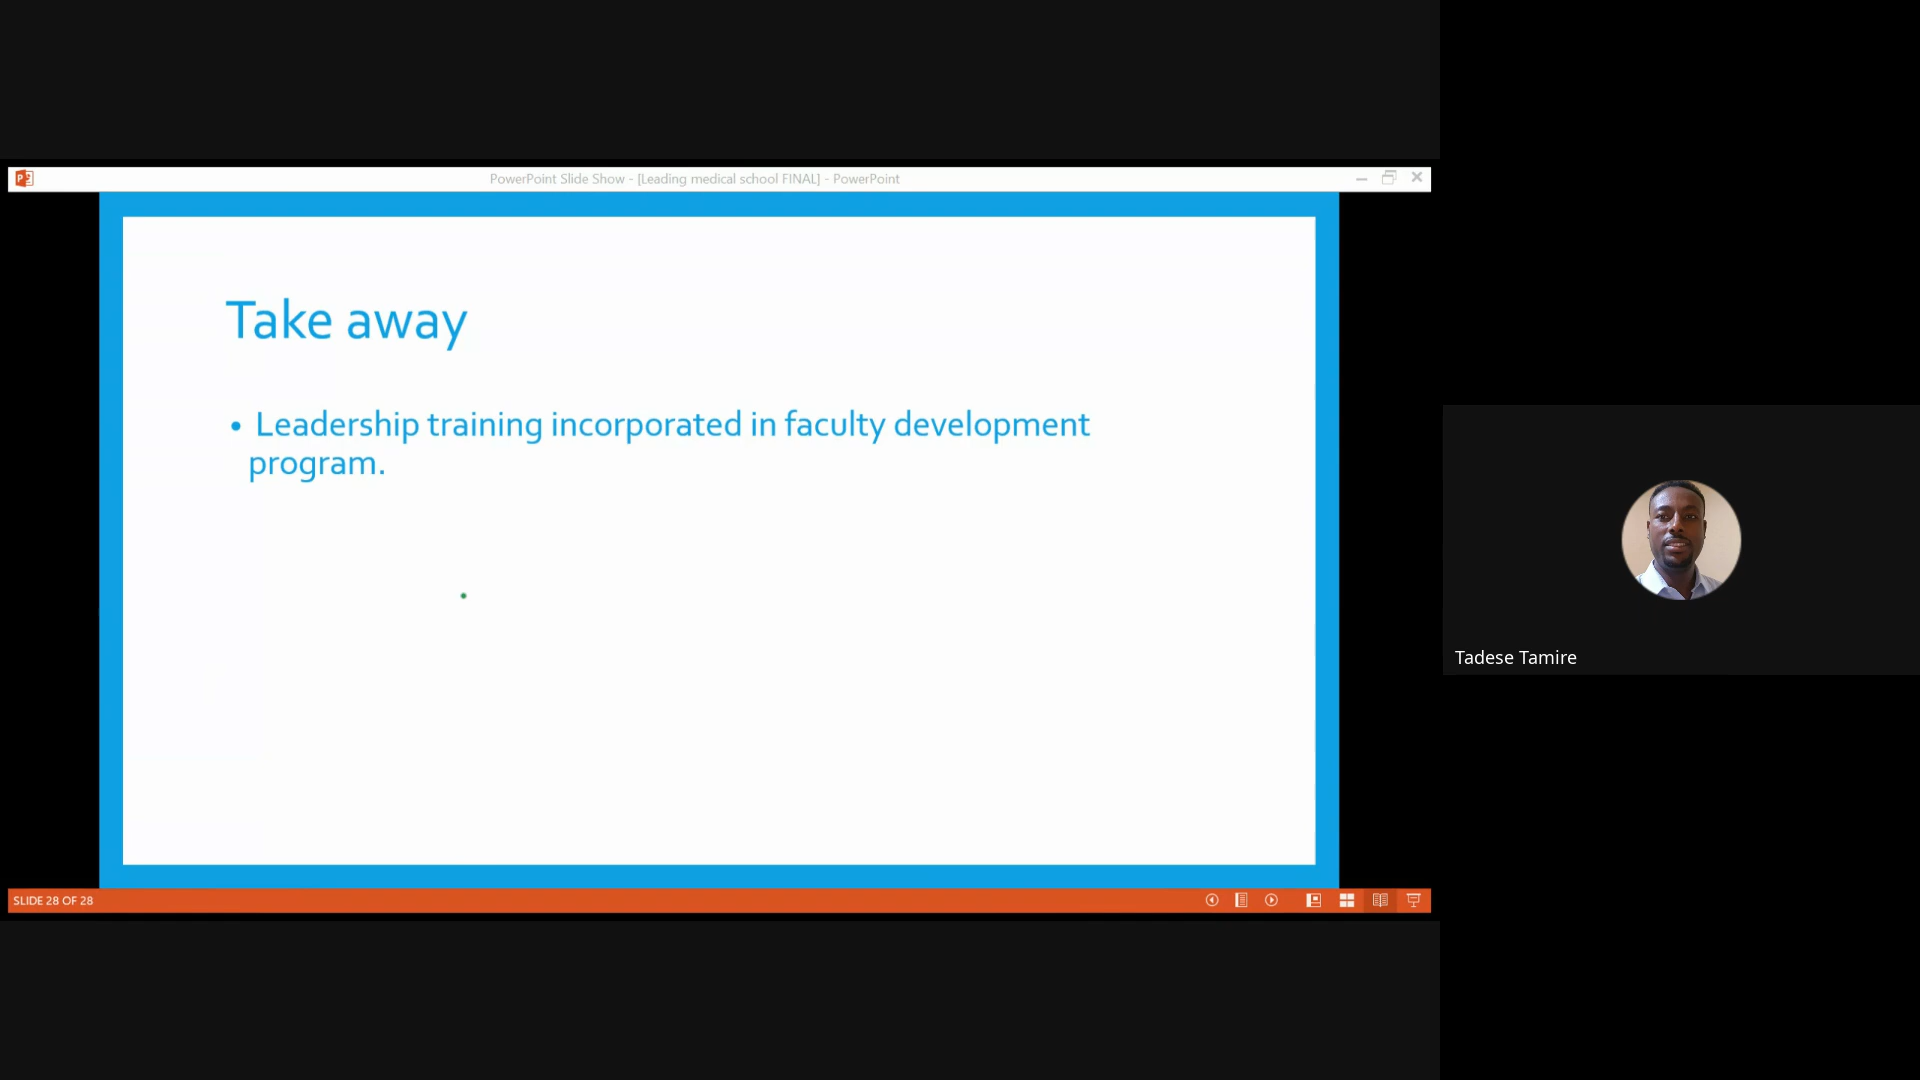 PowerPoint Slide Show - [Leading medical school FINAL] - PowerPoint
Take away
• Leadership training incorporated in faculty development
program.
Tadese Tamire
SLIDE 28 OF 28